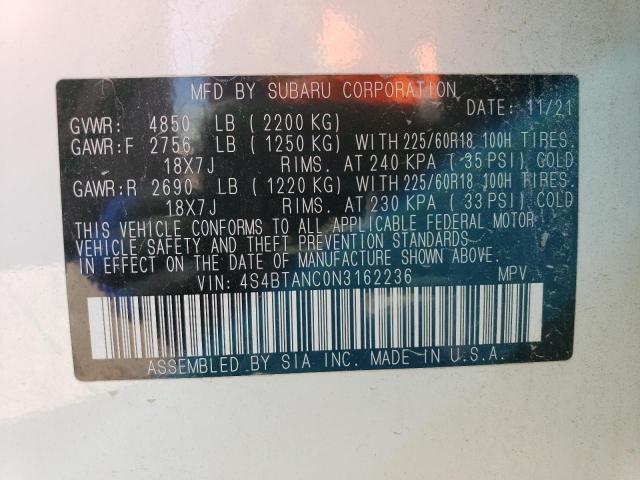 MFD BY SUBARU CORPORATION
DATE: 11/21
GVWR: 4850 LB (2200 KG)
GAWR:F 2756 LB (1250 KG) WITH 225/60R18 100H TIRES.
18X7J RIMS. AT 240 KPA (35 PSI) COLD
GAWR:R 2690 LB (1220 KG) WITH 225/60R18 100H TIRES.
18X7J RIMS. AT 230 KPA (33 PSI) COLD
THIS VEHICLE CONFORMS TO ALL APPLICABLE FEDERAL MOTOR
VEHICLE/SAFETY AND THEFT PREVENTION STANDARDS
IN EFFECT ON THE DATE OF MANUFACTURE SHOWN ABOVE.
VIN: 4S4BTANC0N3162236 MPV
ASSEMBLED BY SIA INC. MADE IN U.S.A.